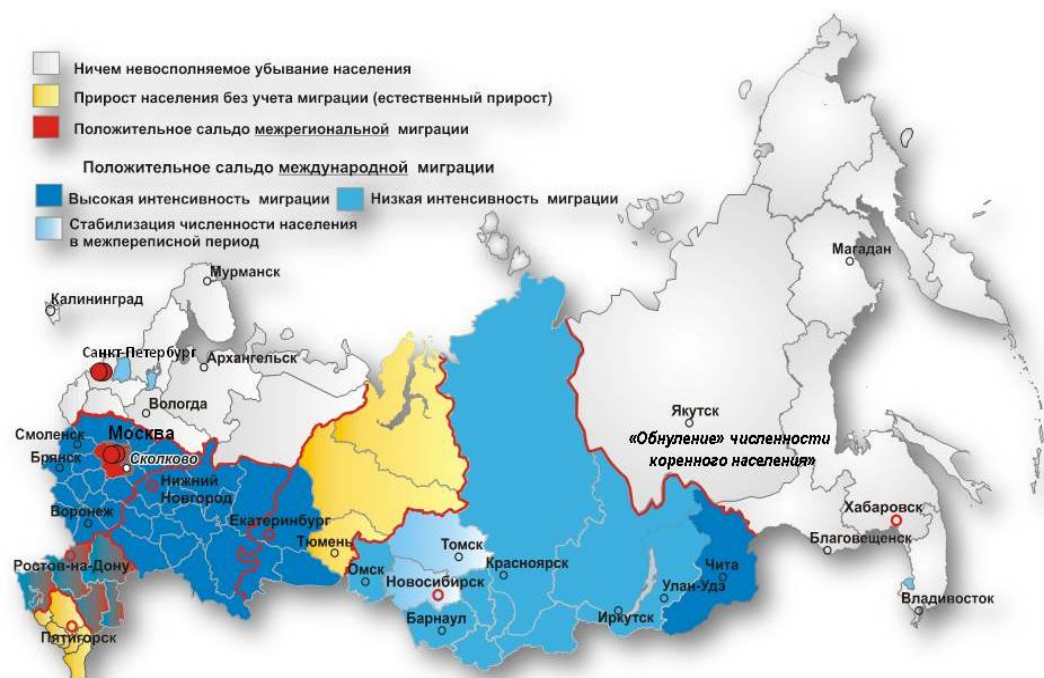 Ничем невосполняемое убывание населения
Прирост населения без учета миграции (естественный прирост)
Положительное сальдо межрегиональной миграции
Положительное сальдо международной миграции
Высокая интенсивность миграции
Низкая интенсивность миграции
Стабилизация численности населения
в межпереписной период
Мурманск
Магадан
Калининград
Санкт-Петербург
Архангельск
Вологда
Якутск
Смоленск
Москва
«Обнуление» численности
коренного населения»
Брянск
Сколково
Нижний
Новгород
Воронеж
Екатеринбург
Хабаровск
Тюмень
Томск
Благовещенск
Ростов-на-Дону
Омск
Новосибирск
Красноярск
Чита
Улан-Удэ
Владивосток
Иркутск
Барнаул
Пятигорск